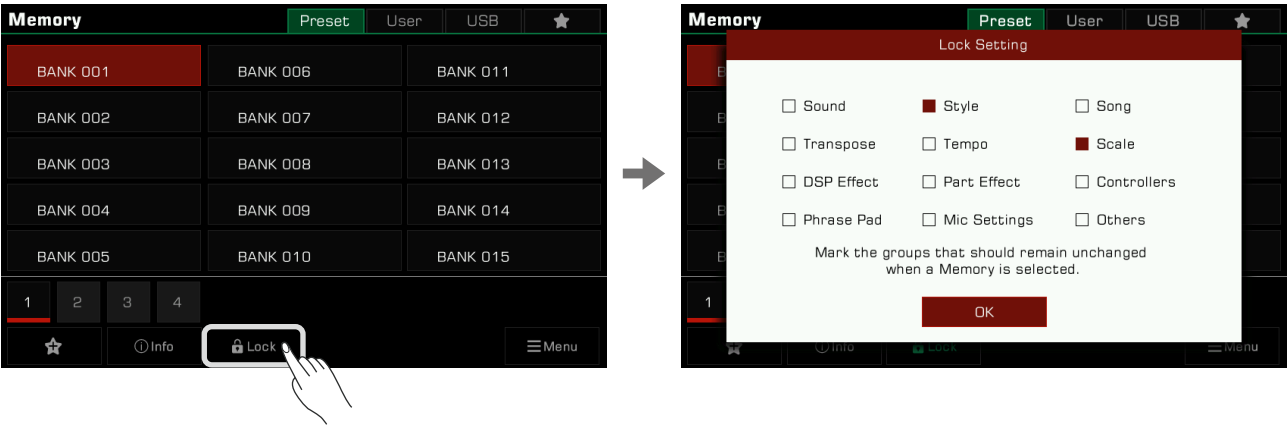 Memory Preset User USB
BANK 001 BANK 006 BANK 011
BANK 002 BANK 007 BANK 012
BANK 003 BANK 008 BANK 013
BANK 004 BANK 009 BANK 014
BANK 005 BANK 010 BANK 015
1 2 3 4
Info Lock Menu
Memory Preset User USB
Lock Setting
Sound Style Song
Transpose Tempo Scale
DSP Effect Part Effect Controllers
Phrase Pad Mic Settings Others
Mark the groups that should remain unchanged
when a Memory is selected.
OK
1
Info Lock Menu